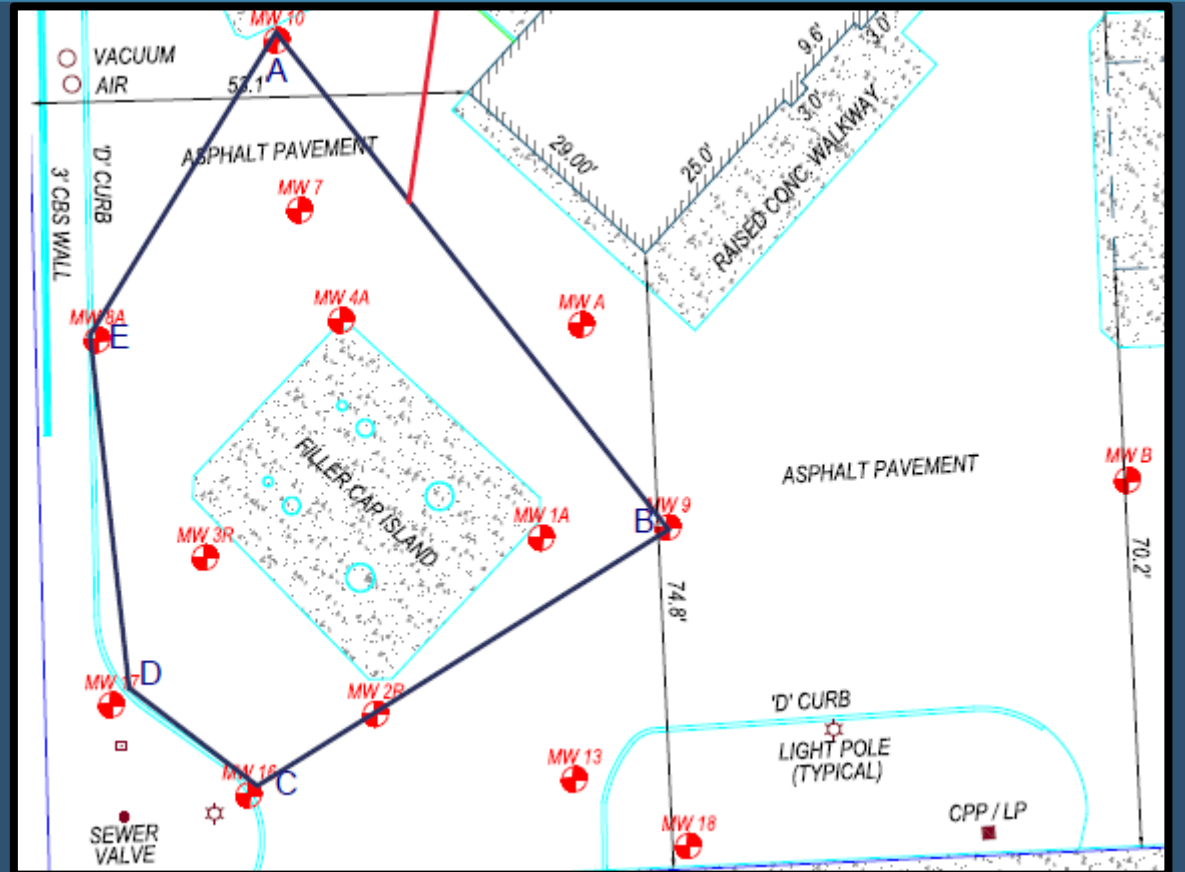 MW 10
A
VACUUM
AIR
53.1'
9.6'
3.0'
3.0'
ASPHALT PAVEMENT
'D' CURB
3' CBS WALL
29.00'
25.0'
RAISED CONC. WALKWAY
MW 7
MW 4A
MW A
MW 8A
E
FILLER CAP ISLAND
ASPHALT PAVEMENT
MW B
MW 1A
B
MW 9
MW 3R
74.8'
70.2'
D
MW 17
MW 2R
'D' CURB
LIGHT POLE
(TYPICAL)
MW 13
MW 16
C
CPP / LP
MW 18
SEWER
VALVE